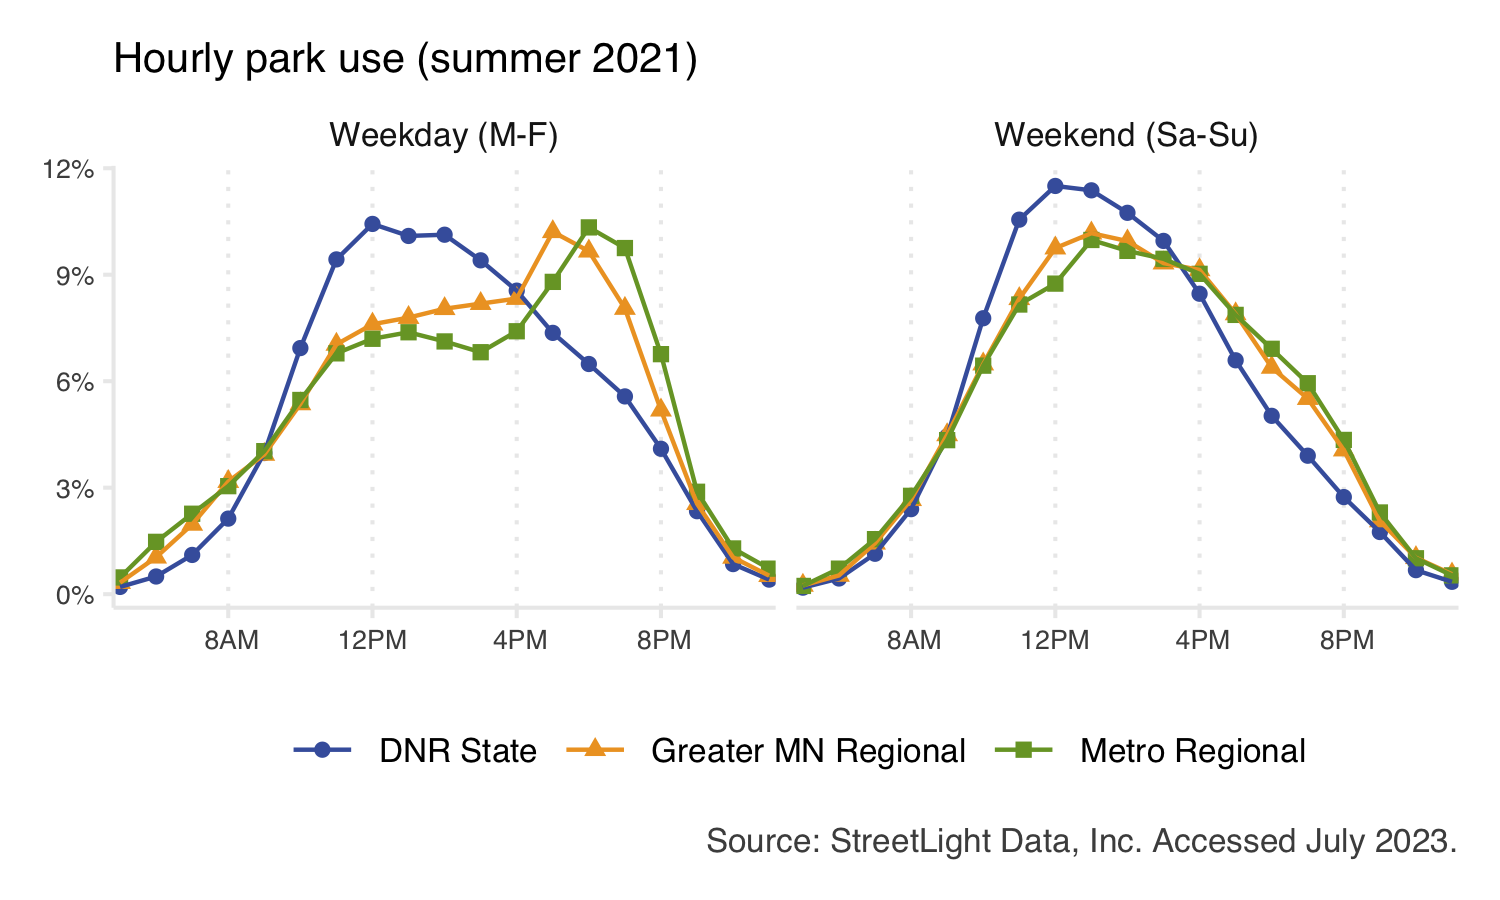 Hourly park use (summer 2021)
Weekday (M-F)
Weekend (Sa-Su)
12%
9%
6%
3%
0%
8AM 12PM 4PM 8PM
8AM 12PM 4PM 8PM
DNR State Greater MN Regional Metro Regional
Source: StreetLight Data, Inc. Accessed July 2023.